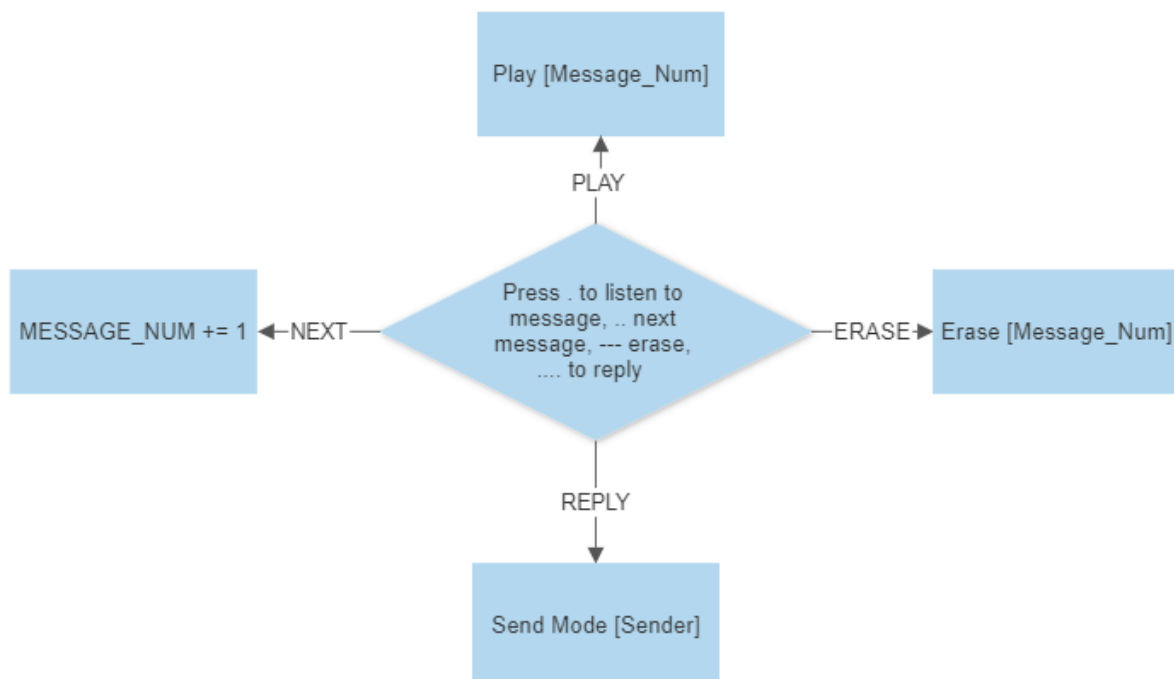 Play [Message_Num]
PLAY
Press . to listen to
message, .. next
message, --- erase,
.... to reply
MESSAGE_NUM += 1
NEXT
ERASE
Erase [Message_Num]
REPLY
Send Mode [Sender]